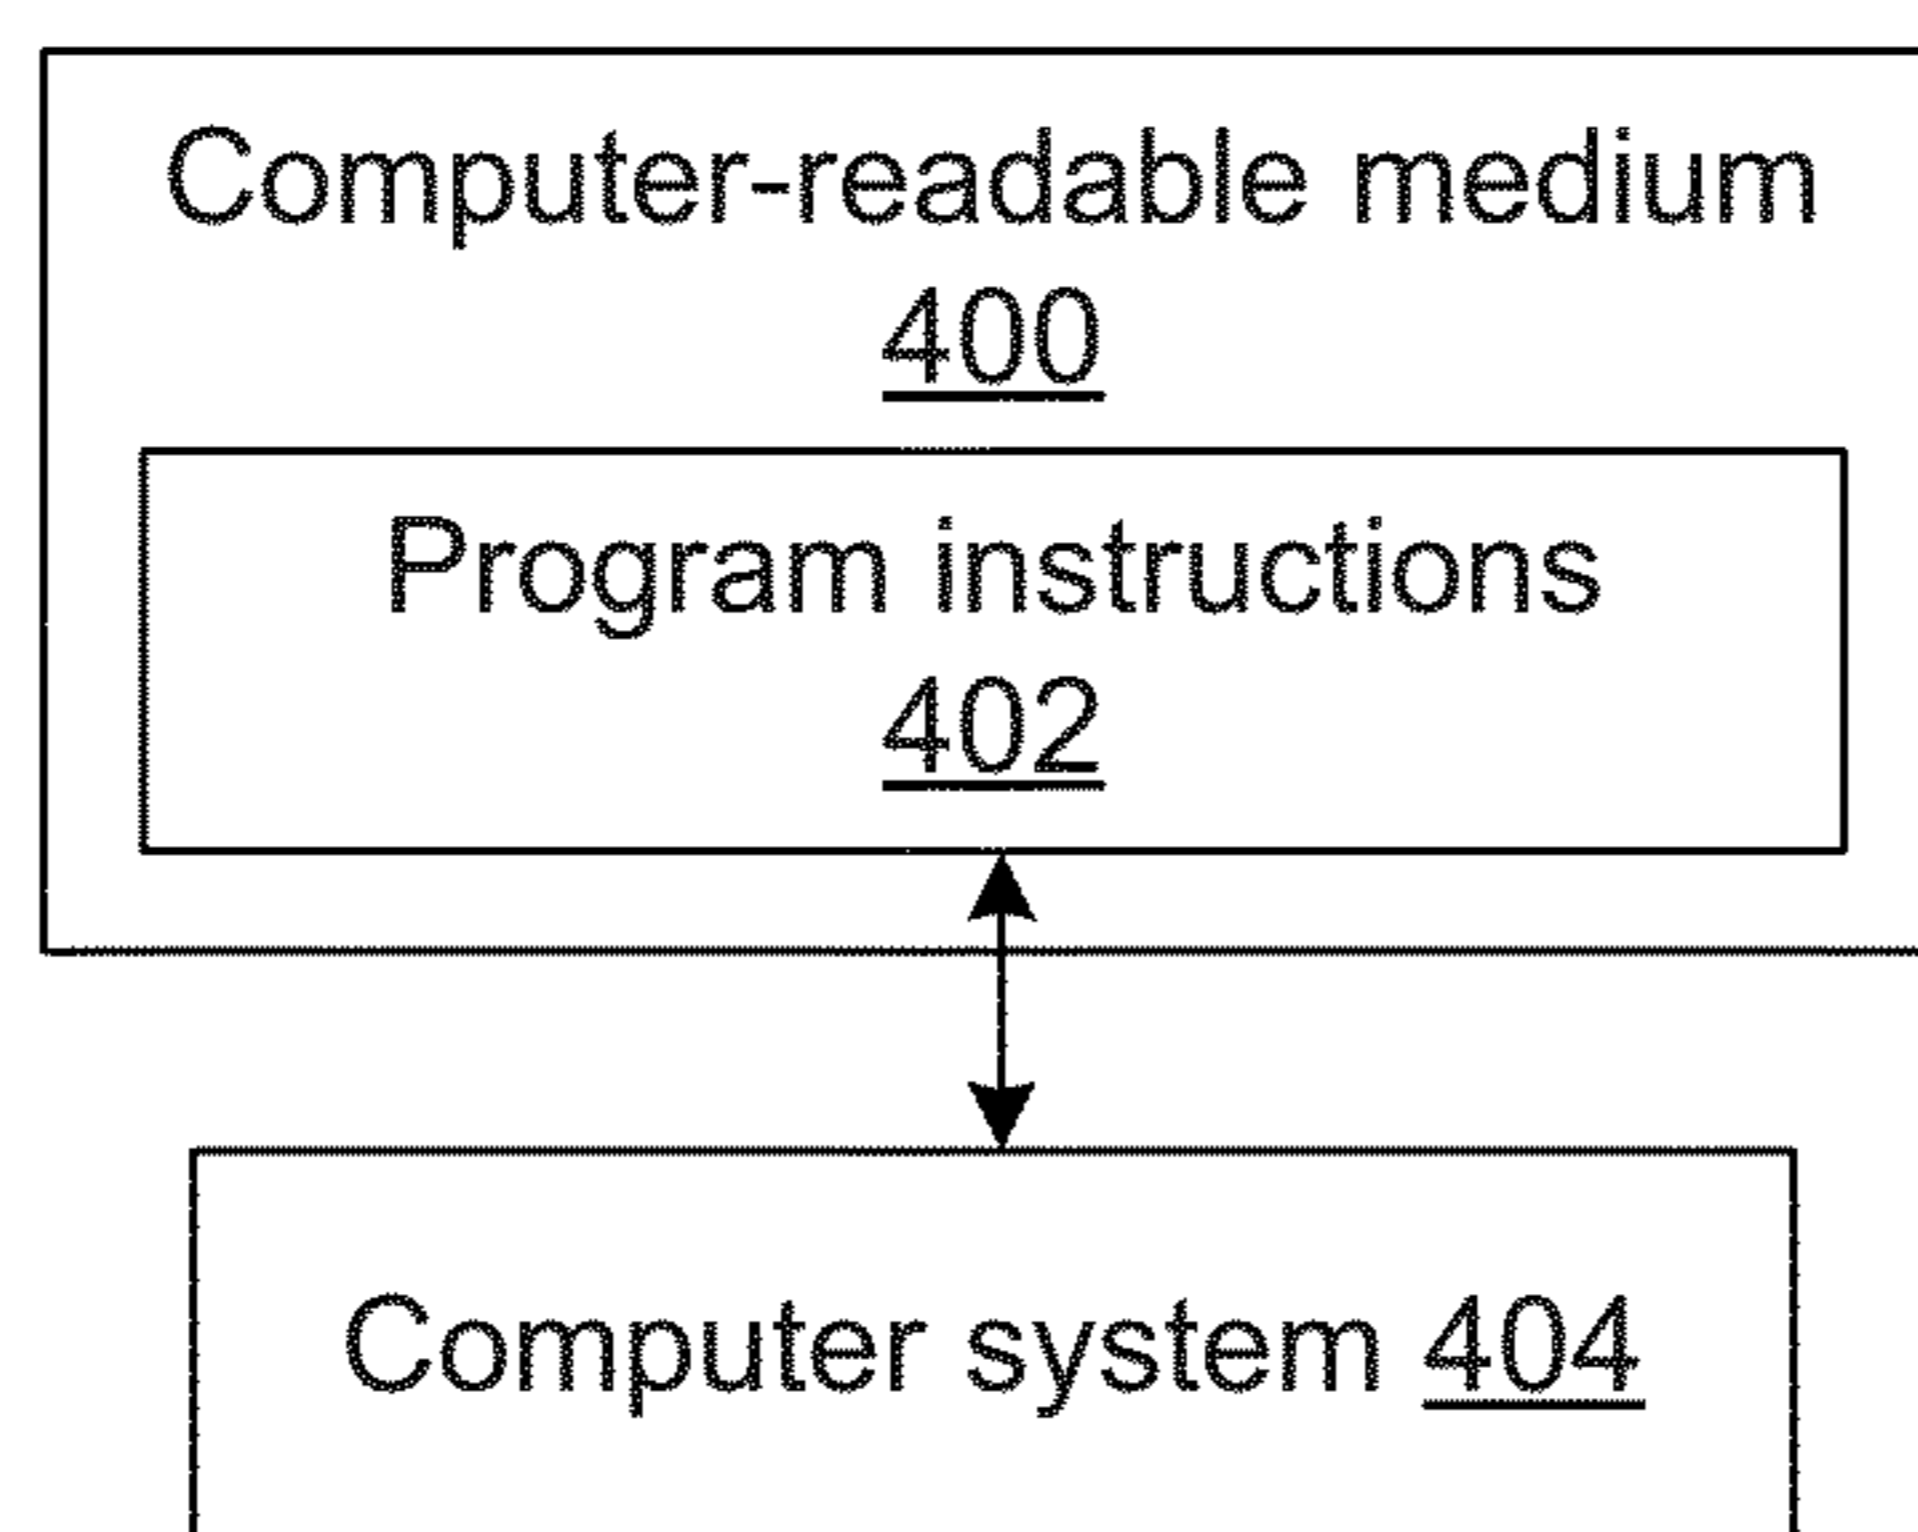 Computer-readable medium
400
Program instructions
402
Computer system 404